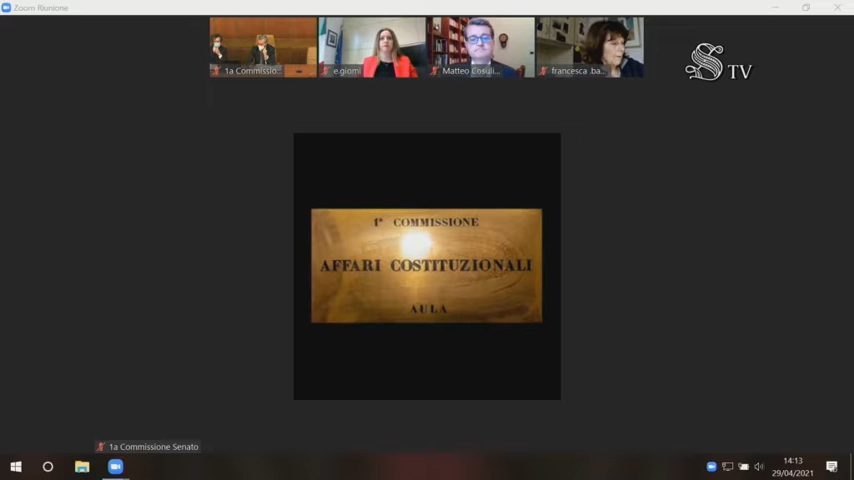 Zoom Riunione
1a Commissio...
e.giomi
Matteo Cosuli...
francesca .ba...
TV
1ª COMMISSIONE
AFFARI COSTITUZIONALI
AULA
1a Commissione Senato
14:13
29/04/2021